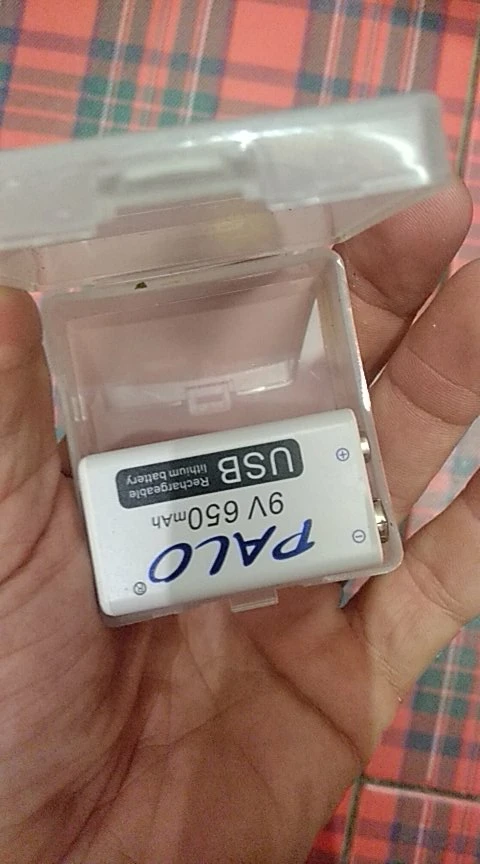 PALO®
9V 650mAh
USB Rechargeable
lithium battery
⊖ ⊕